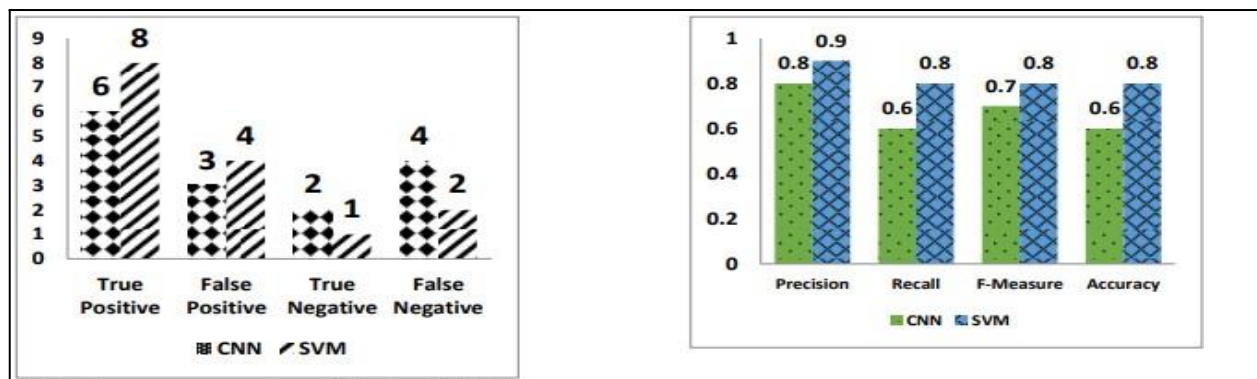 9
8
7
6
5
4
3
2
1
0
6
8
3
4
2
1
4
2
True
Positive
False
Positive
True
Negative
False
Negative
CNN SVM
1
0.8
0.6
0.4
0.2
0
0.8
0.9
0.6
0.8
0.7
0.8
0.6
0.8
Precision Recall F-Measure Accuracy
CNN SVM